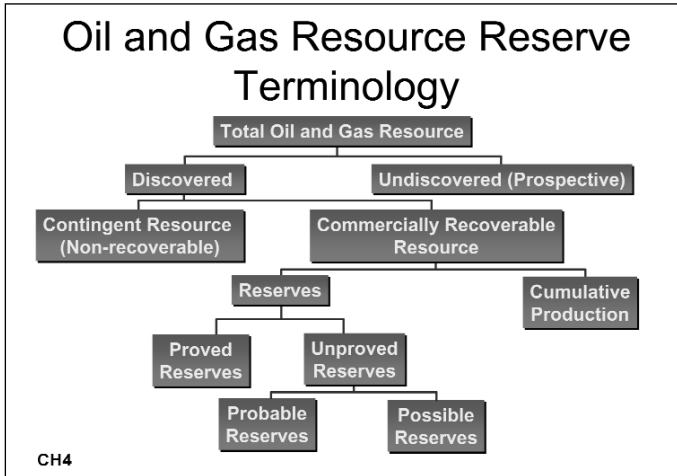 Oil and Gas Resource Reserve
Terminology
Total Oil and Gas Resource
Discovered
Undiscovered (Prospective)
Contingent Resource
(Non-recoverable)
Commercially Recoverable
Resource
Reserves
Cumulative
Production
Proved
Reserves
Unproved
Reserves
Probable
Reserves
Possible
Reserves
CH4